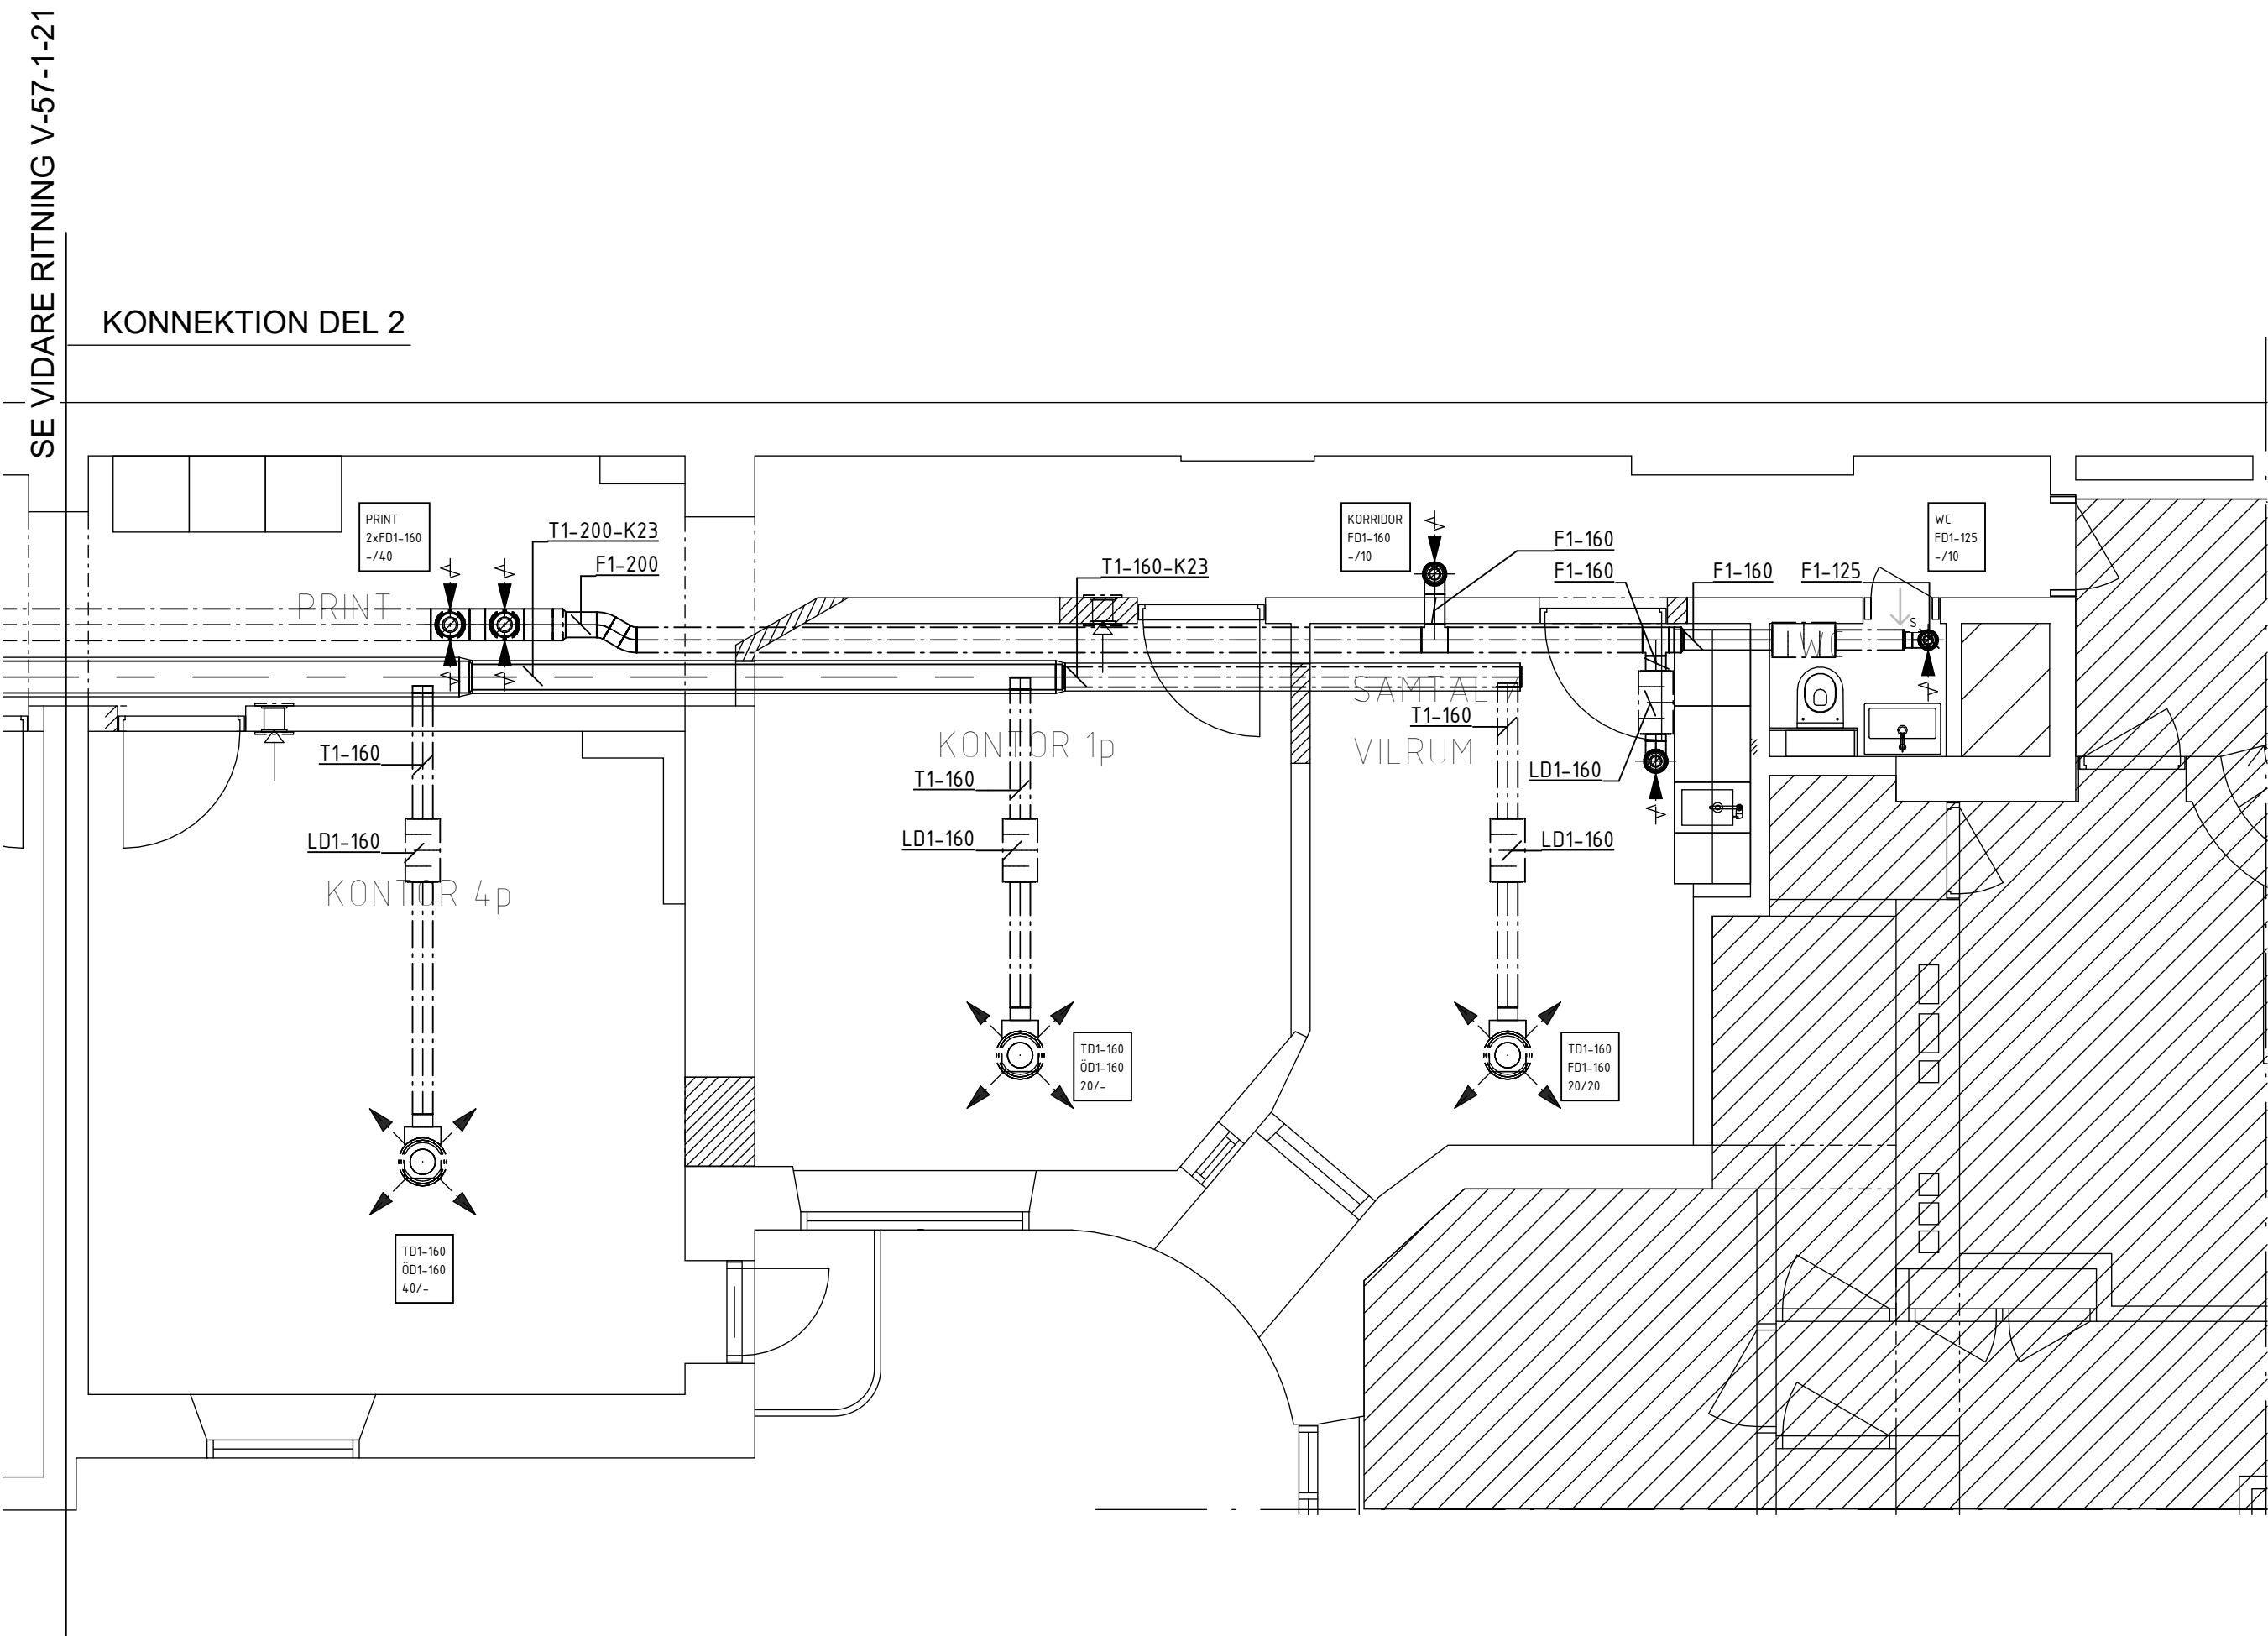 SE VIDARE RITNING V-57-1-21
KONNEKTION DEL 2
PRINT
2xFD1-160
-/40
T1-200-K23
F1-200
PRINT
T1-160-K23
KORRIDOR
FD1-160
-/10
F1-160
F1-160
F1-160
F1-125
WC
FD1-125
-/10
S
WC
SAMTAL
VILRUM
T1-160
LD1-160
KONTOR 1p
T1-160
T1-160
LD1-160
LD1-160
LD1-160
KONTOR 4p
TD1-160
ÖD1-160
20/-
TD1-160
FD1-160
20/20
TD1-160
ÖD1-160
40/-